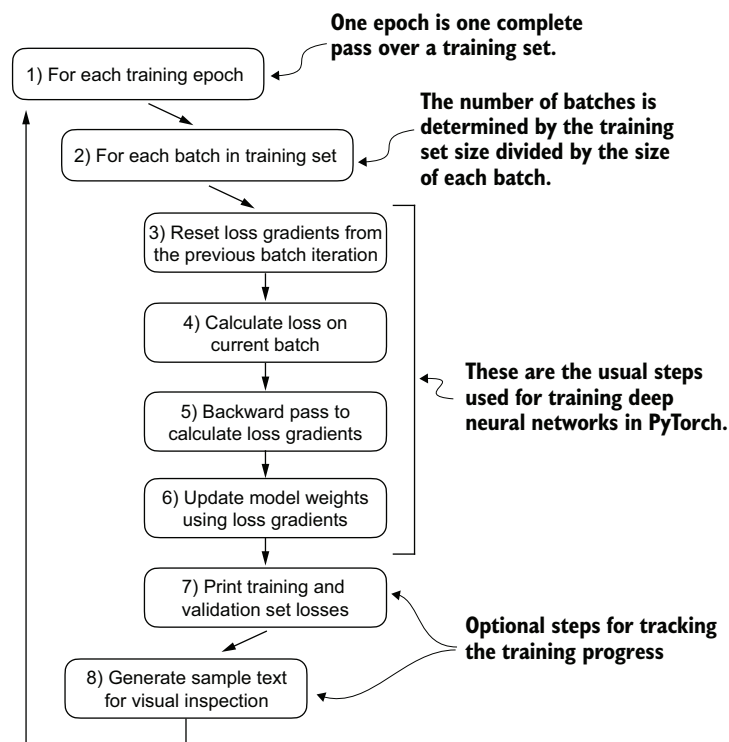 One epoch is one complete
pass over a training set.
1) For each training epoch
The number of batches is
determined by the training
set size divided by the size
of each batch.
2) For each batch in training set
3) Reset loss gradients from
the previous batch iteration
4) Calculate loss on
current batch
These are the usual steps
used for training deep
neural networks in PyTorch.
5) Backward pass to
calculate loss gradients
6) Update model weights
using loss gradients
7) Print training and
validation set losses
Optional steps for tracking
the training progress
8) Generate sample text
for visual inspection